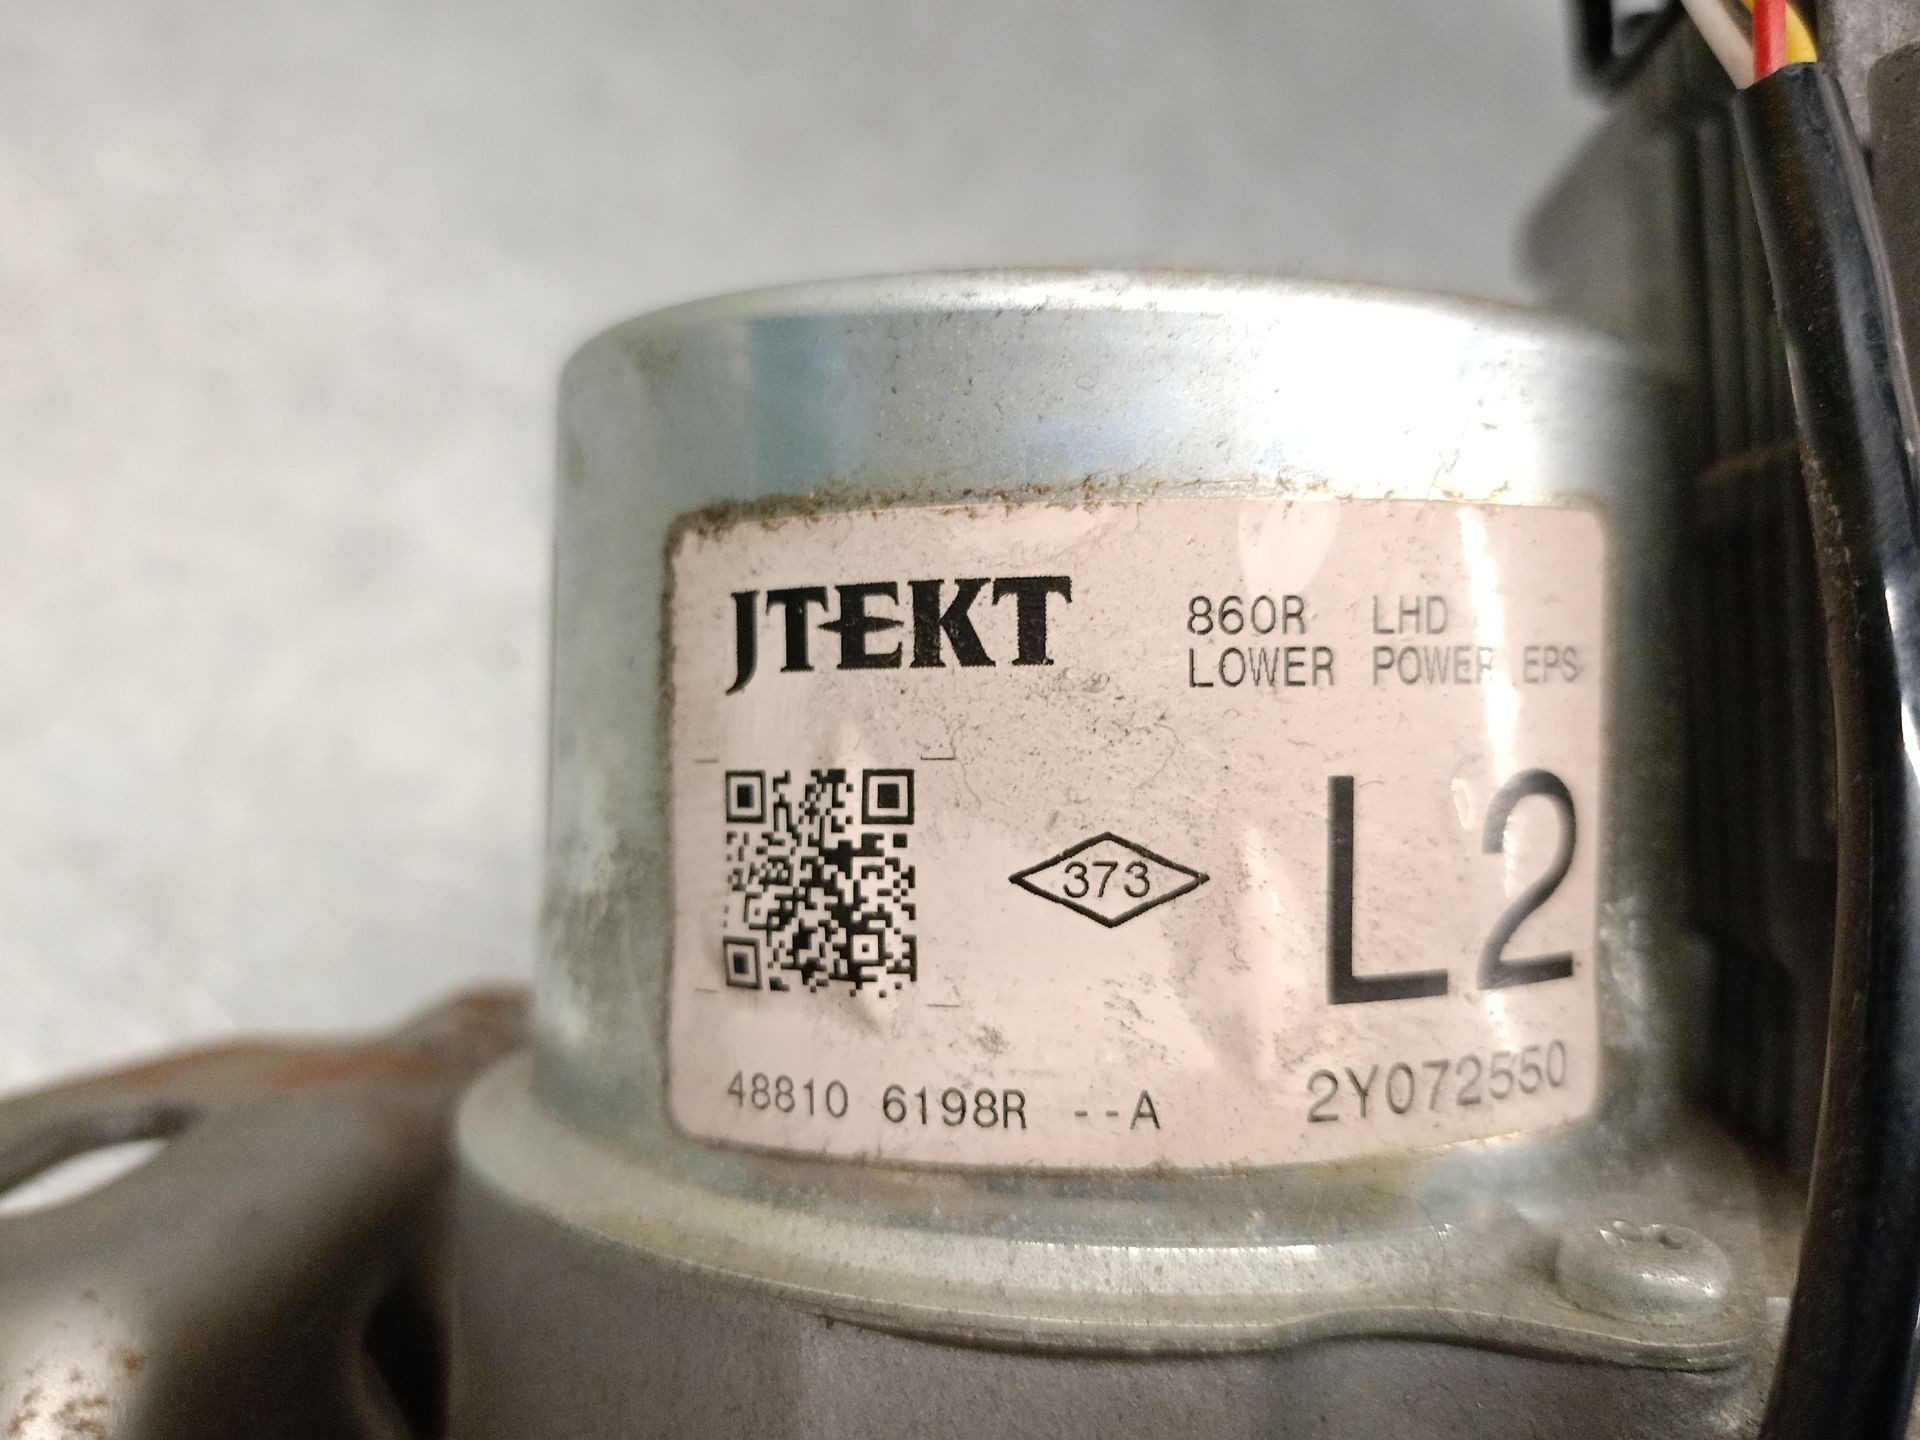 JTEKT
860R LHD
LOWER POWER EPS
373
L2
48810 6198R --A
2Y072550